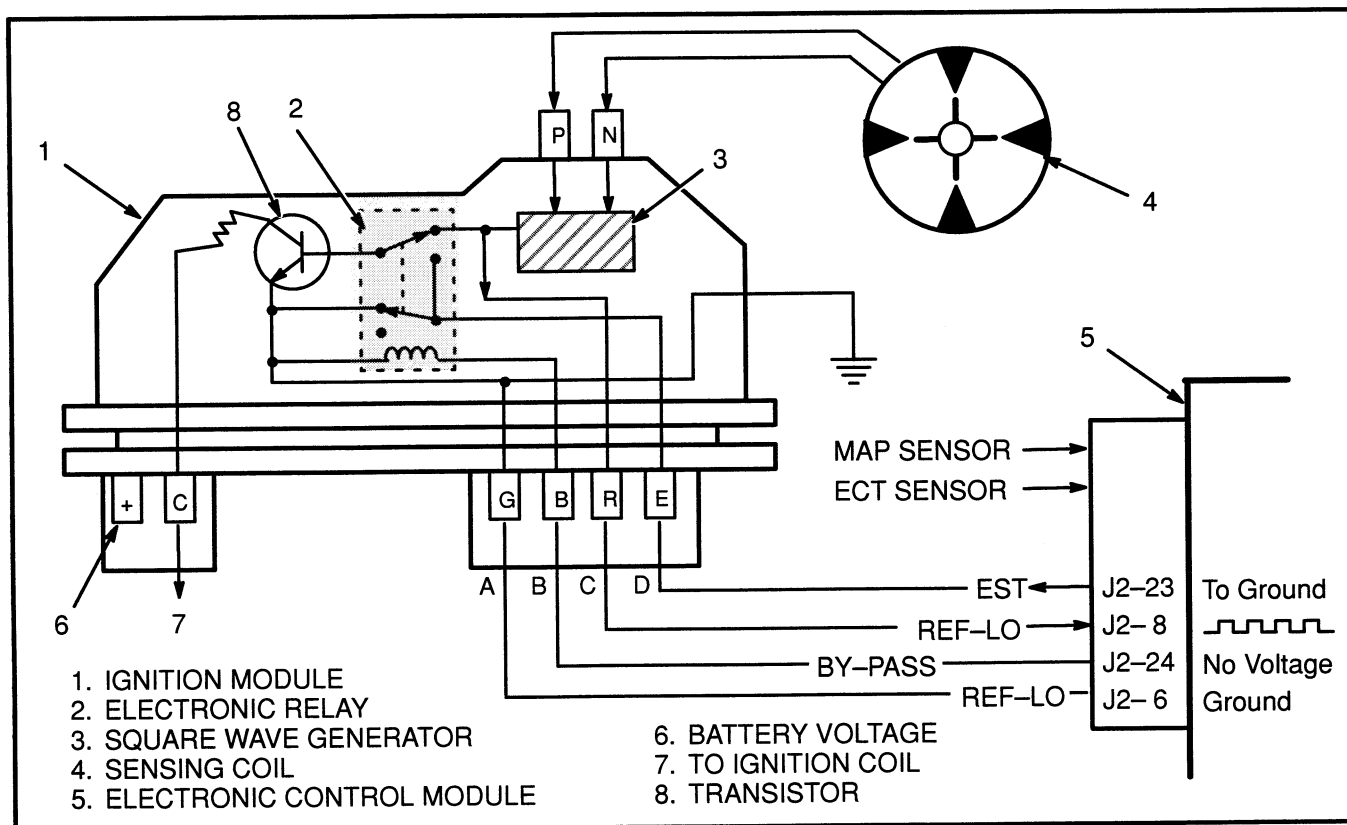 P N
8
2
1
3
4
5
MAP SENSOR
ECT SENSOR
+ C
G B R E
A B C D
EST J2–23 To Ground
REF–LO J2– 8
BY–PASS J2–24 No Voltage
REF–LO J2– 6 Ground
6
7
1. IGNITION MODULE
2. ELECTRONIC RELAY
3. SQUARE WAVE GENERATOR
4. SENSING COIL
5. ELECTRONIC CONTROL MODULE
6. BATTERY VOLTAGE
7. TO IGNITION COIL
8. TRANSISTOR